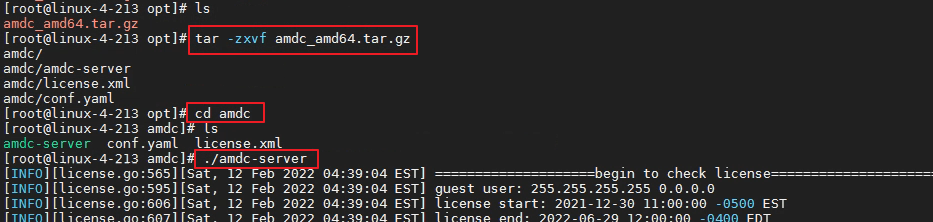 [root@linux-4-213 opt]# ls
amdc_amd64.tar.gz
[root@linux-4-213 opt]# tar -zxvf amdc_amd64.tar.gz
amdc/
amdc/amdc-server
amdc/license.xml
amdc/conf.yaml
[root@linux-4-213 opt]# cd amdc
[root@linux-4-213 amdc]# ls
amdc-server  conf.yaml  license.xml
[root@linux-4-213 amdc]# ./amdc-server
[INFO][license.go:565][Sat, 12 Feb 2022 04:39:04 EST] ====================begin to check license====================
[INFO][license.go:595][Sat, 12 Feb 2022 04:39:04 EST] guest user: 255.255.255.255 0.0.0.0
[INFO][license.go:606][Sat, 12 Feb 2022 04:39:04 EST] license start: 2021-12-30 11:00:00 -0500 EST
[INFO][license.go:607][Sat, 12 Feb 2022 04:39:04 EST] license end: 2022-06-29 12:00:00 -0400 EDT